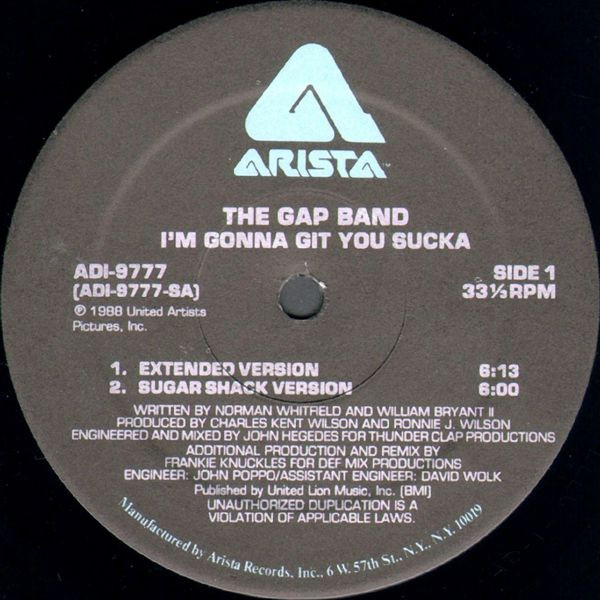 ARISTA™
THE GAP BAND
I'M GONNA GIT YOU SUCKA
ADI-9777
(ADI-9777-SA)
℗ 1988 United Artists
Pictures, Inc.
SIDE 1
33⅓ RPM
1. EXTENDED VERSION 6:13
2. SUGAR SHACK VERSION 6:00
WRITTEN BY NORMAN WHITFIELD AND WILLIAM BRYANT II
PRODUCED BY CHARLES KENT WILSON AND RONNIE J. WILSON
ENGINEERED AND MIXED BY JOHN HEGEDES FOR THUNDER CLAP PRODUCTIONS
ADDITIONAL PRODUCTION AND REMIX BY
FRANKIE KNUCKLES FOR DEF MIX PRODUCTIONS
ENGINEER: JOHN POPPO/ASSISTANT ENGINEER: DAVID WOLK
Published by United Lion Music, Inc. (BMI)
UNAUTHORIZED DUPLICATION IS A
VIOLATION OF APPLICABLE LAWS.
Manufactured by Arista Records, Inc., 6 W. 57th St., N.Y., N.Y. 10019